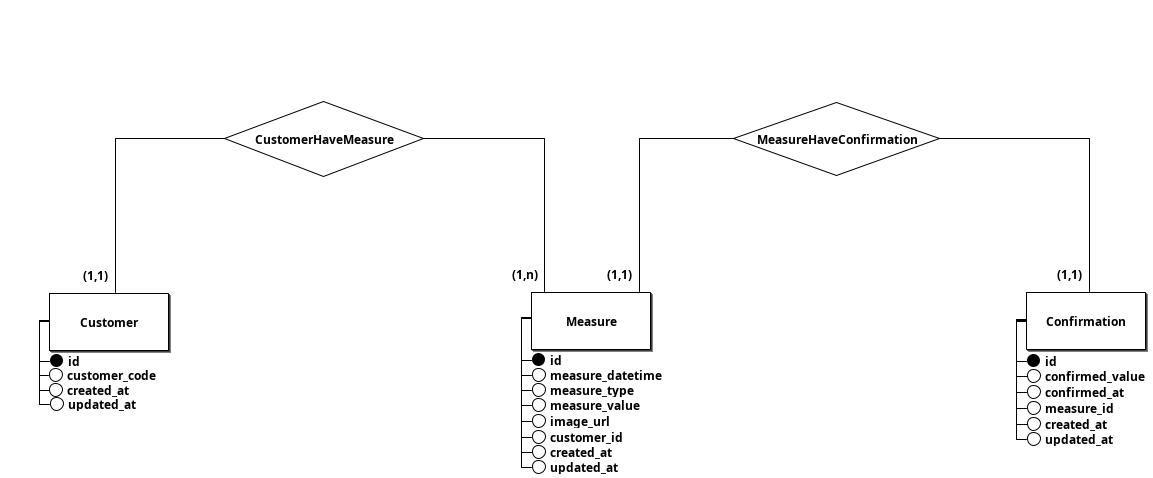 CustomerHaveMeasure
MeasureHaveConfirmation
(1,1)
(1,n)
(1,1)
(1,1)
Customer
id
customer_code
created_at
updated_at
Measure
id
measure_datetime
measure_type
measure_value
image_url
customer_id
created_at
updated_at
Confirmation
id
confirmed_value
confirmed_at
measure_id
created_at
updated_at